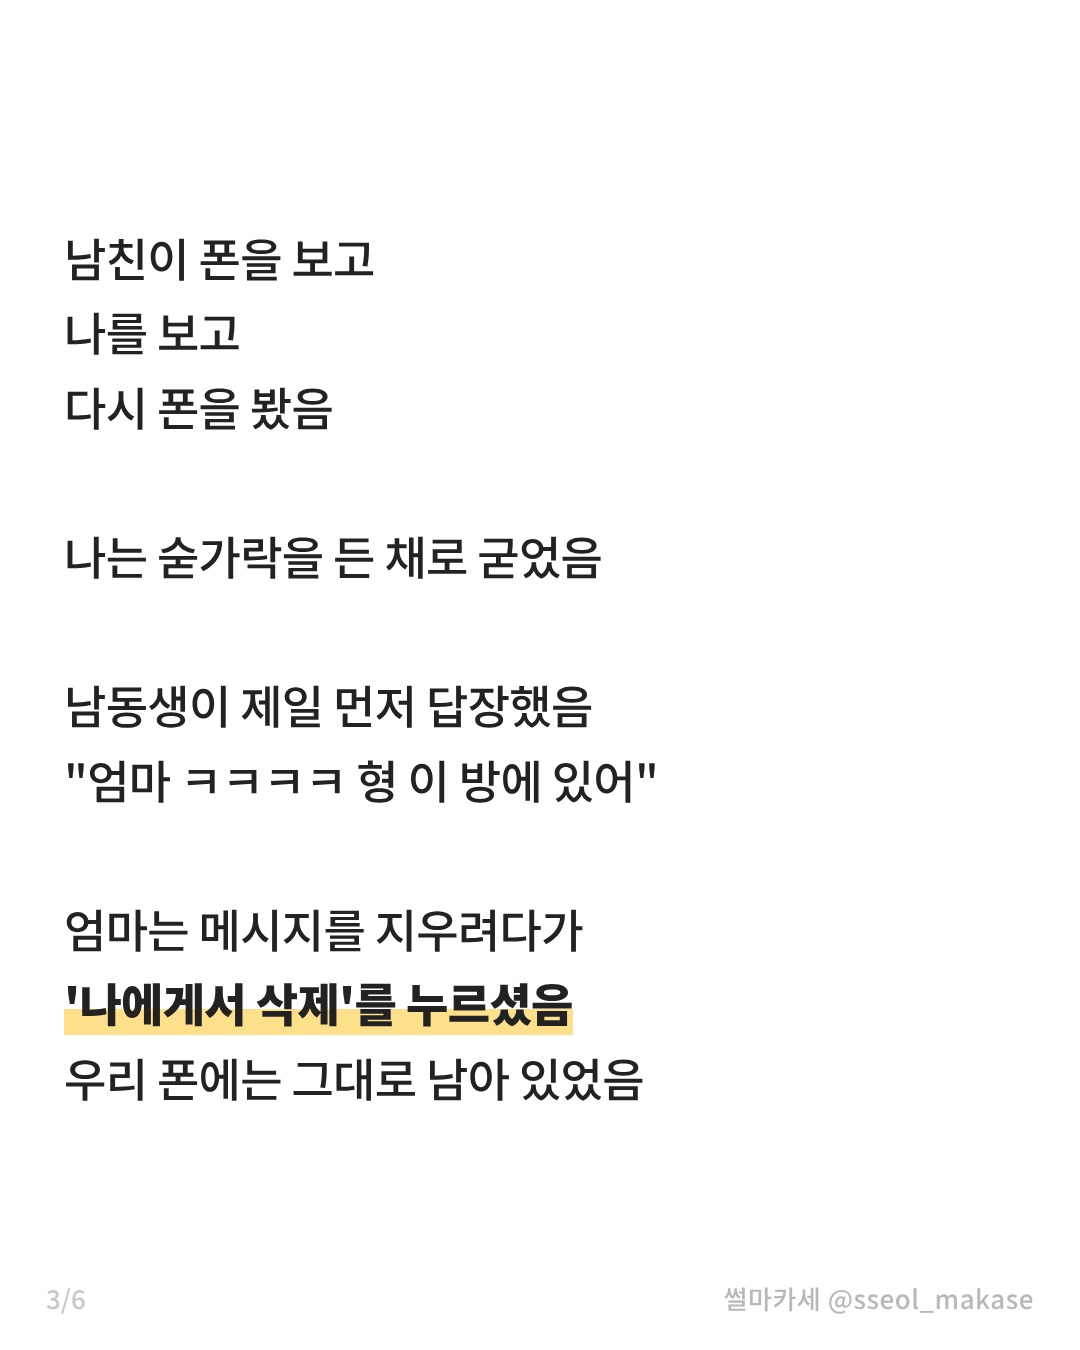 남친이 폰을 보고
나를 보고
다시 폰을 봤음
나는 숟가락을 든 채로 굳었음
남동생이 제일 먼저 답장했음
"엄마 ㅋㅋㅋㅋ 형 이 방에 있어"
엄마는 메시지를 지우려다가
'나에게서 삭제'를 누르셨음
우리 폰에는 그대로 남아 있었음
3/6
썰마카세 @sseol_makase